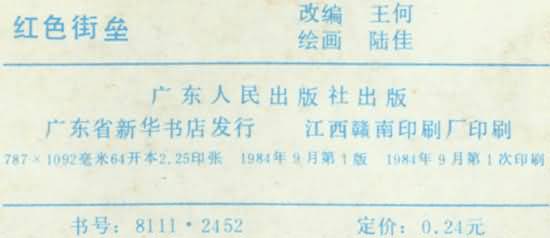 红色街垒 改编 王何
绘画 陆佳
广东人民出版社出版
广东省新华书店发行 江西赣南印刷厂印刷
787×1092毫米64开本2.25印张 1984年9月第1版 1984年9月第1次印刷
书号：8111·2452 定价：0.24元